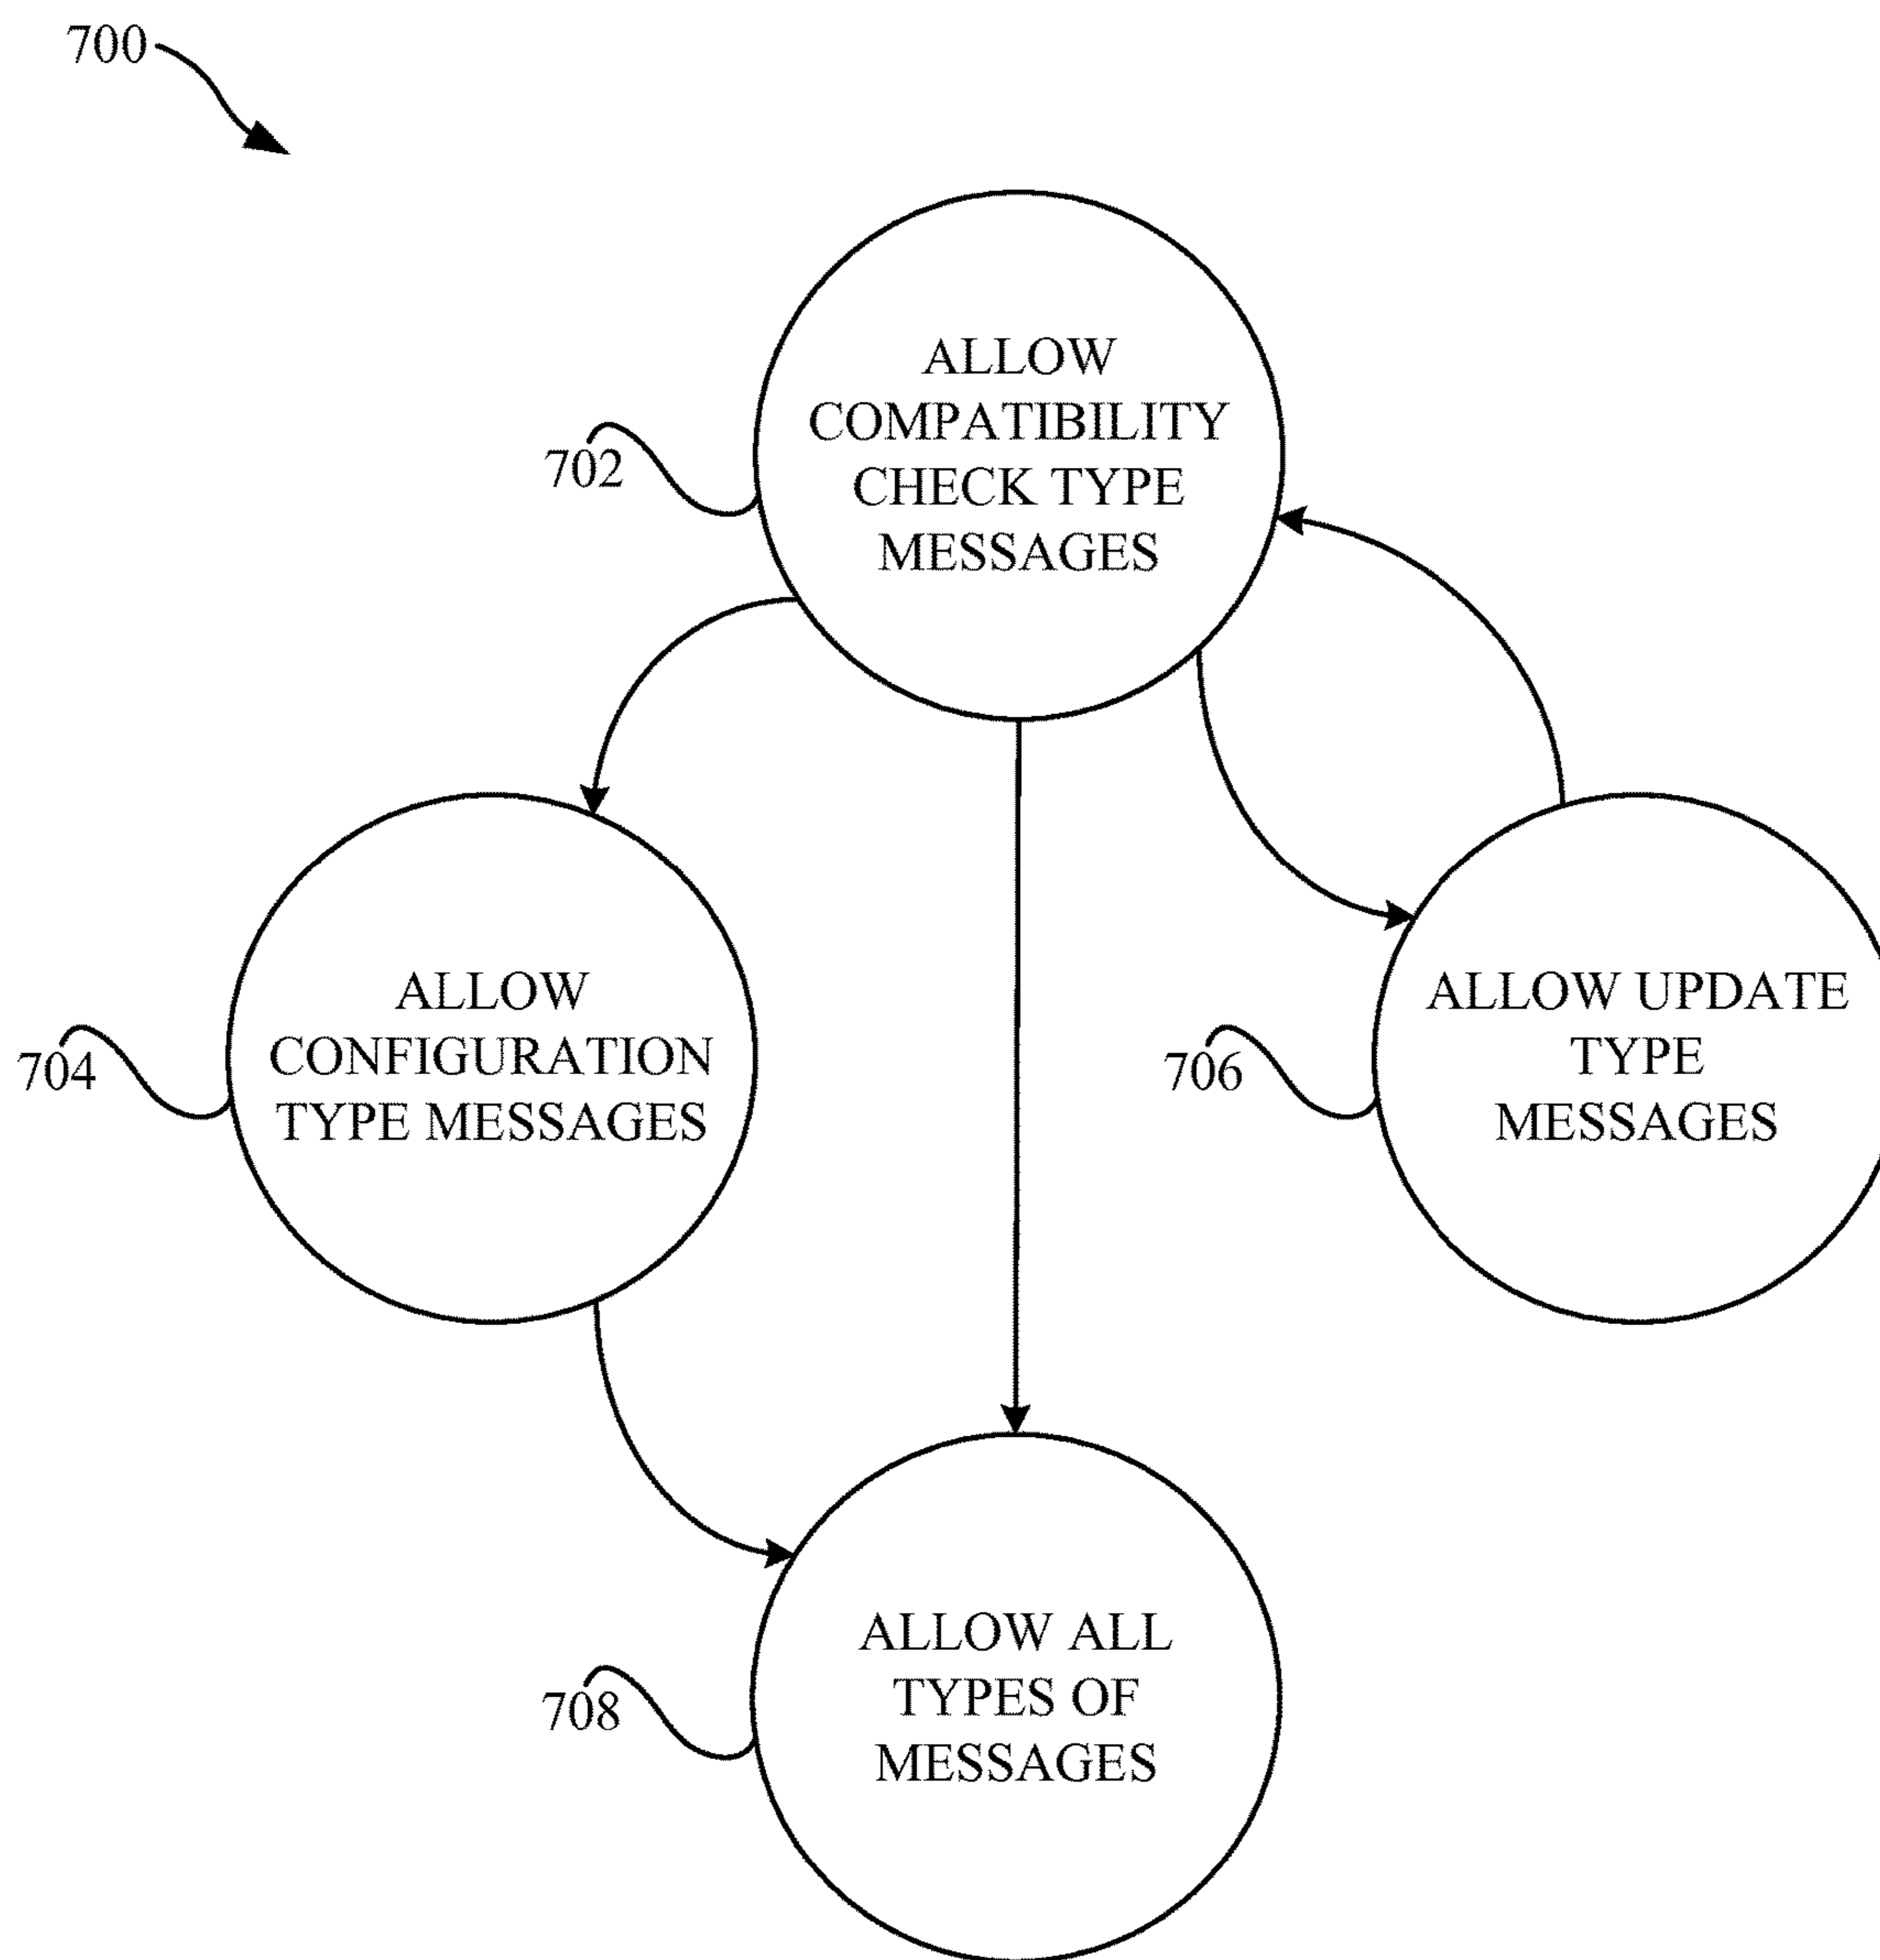 700
ALLOW
COMPATIBILITY
CHECK TYPE
MESSAGES
702
ALLOW
CONFIGURATION
TYPE MESSAGES
704
ALLOW UPDATE
TYPE
MESSAGES
706
ALLOW ALL
TYPES OF
MESSAGES
708